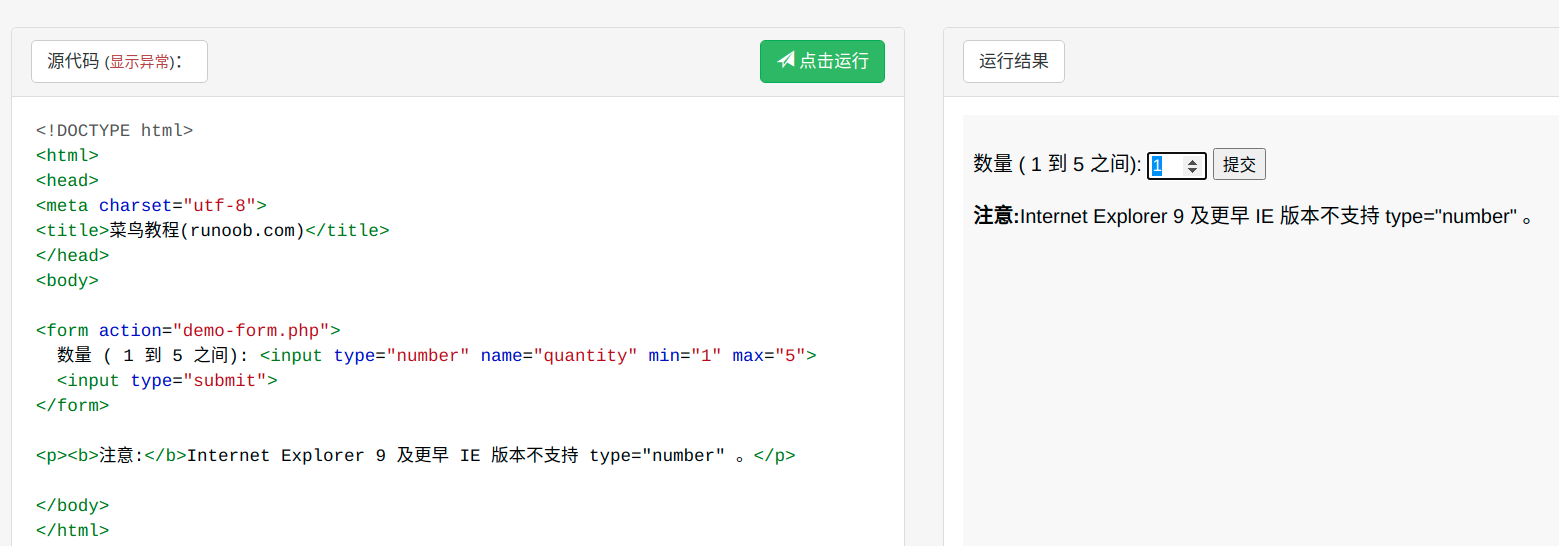 源代码 (显示异常)：
点击运行
<!DOCTYPE html>
<html>
<head>
<meta charset="utf-8">
<title>菜鸟教程(runoob.com)</title>
</head>
<body>
<form action="demo-form.php">
数量 ( 1 到 5 之间): <input type="number" name="quantity" min="1" max="5">
<input type="submit">
</form>
<p><b>注意:</b>Internet Explorer 9 及更早 IE 版本不支持 type="number" 。</p>
</body>
</html>
运行结果
数量 ( 1 到 5 之间): 1 提交
注意:Internet Explorer 9 及更早 IE 版本不支持 type="number" 。